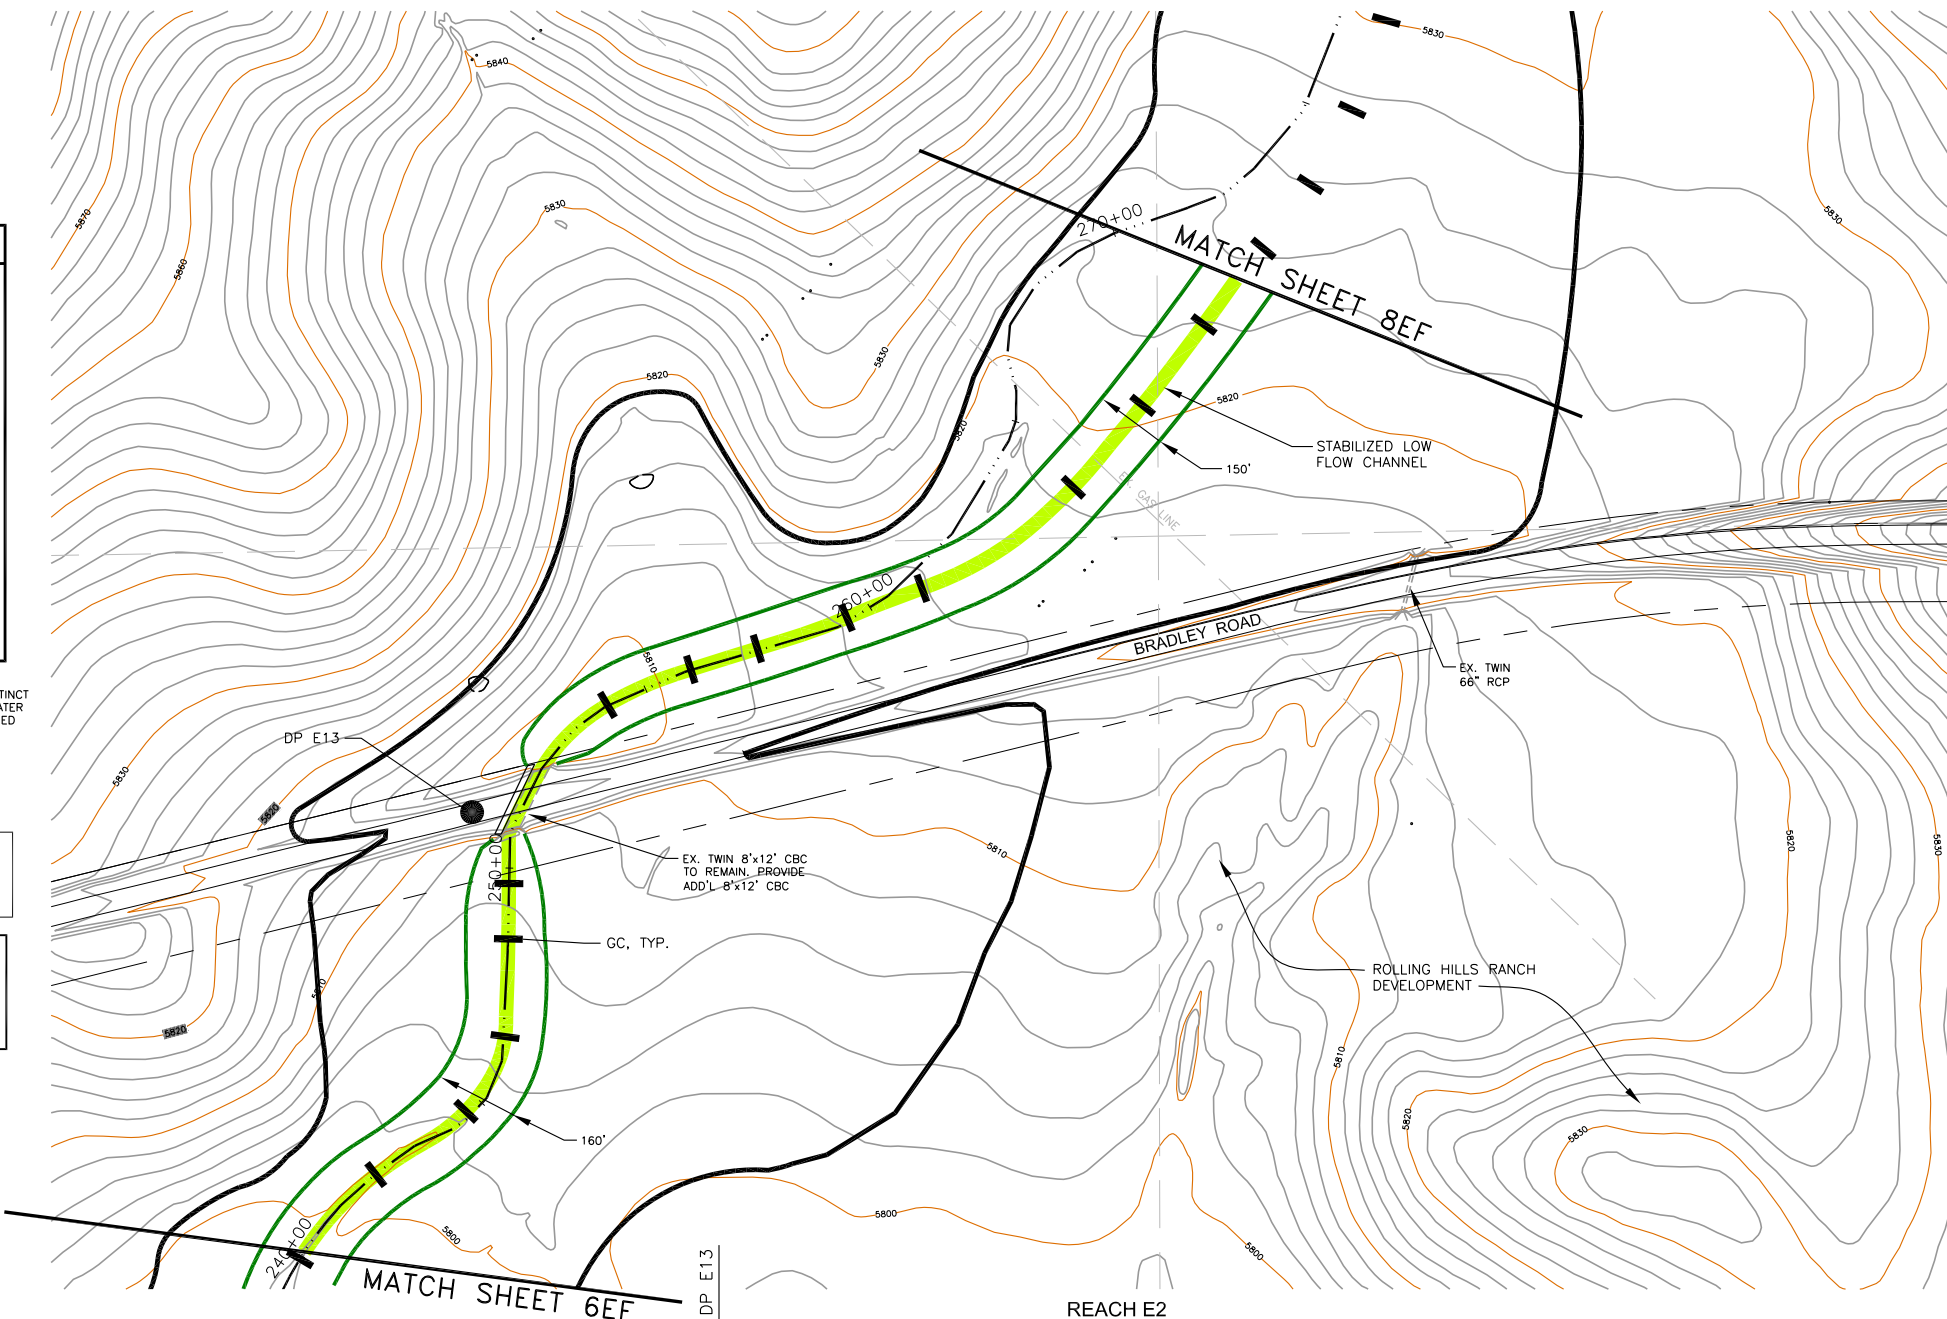 5830
5840
5870
5830
5830
5860
270+00
MATCH SHEET 8EF
5830
5820
5820
5820
STABILIZED LOW
FLOW CHANNEL
150'
EX. GAS LINE
260+00
BRADLEY ROAD
5810
EX. TWIN
66" RCP
TINCT
ATER
ED
DP E13
5830
5820
250+00
EX. TWIN 8'x12' CBC
TO REMAIN. PROVIDE
ADD'L 8'x12' CBC
5810
5820
5830
GC, TYP.
5810
ROLLING HILLS RANCH
DEVELOPMENT
5820
5810
160'
5820
5830
5800
5800
5800
240+00
MATCH SHEET 6EF
DP E13
REACH E2